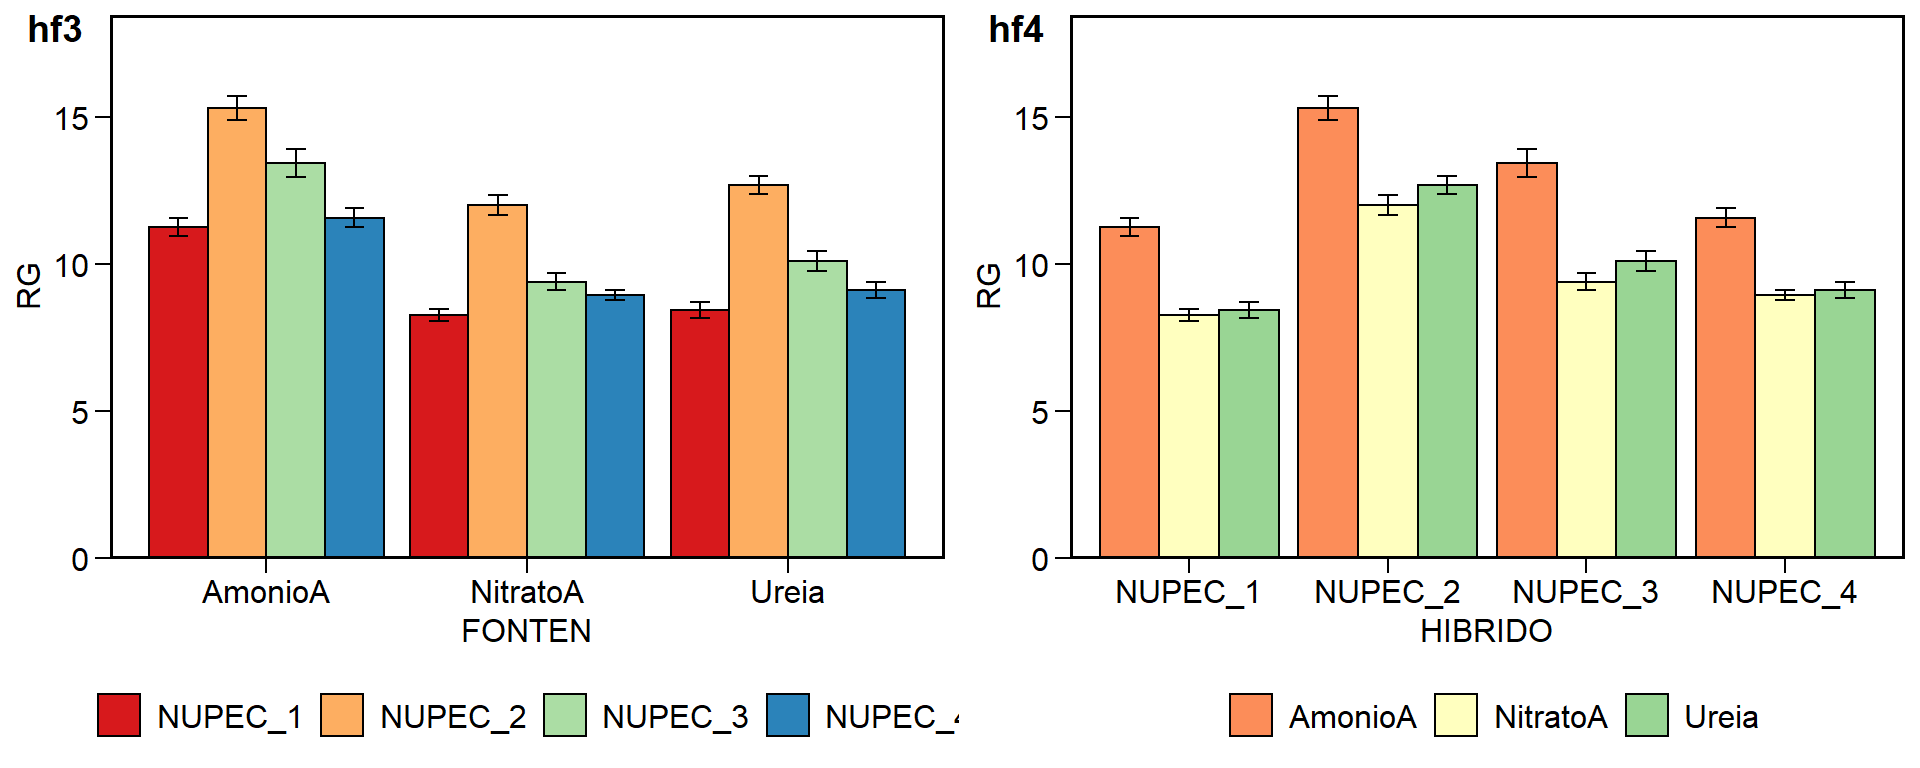 hf3
15
10
5
0
RG
AmonioA NitratoA Ureia
FONTEN
NUPEC_1 NUPEC_2 NUPEC_3 NUPEC_4
hf4
15
10
5
0
RG
NUPEC_1 NUPEC_2 NUPEC_3 NUPEC_4
HIBRIDO
AmonioA NitratoA Ureia